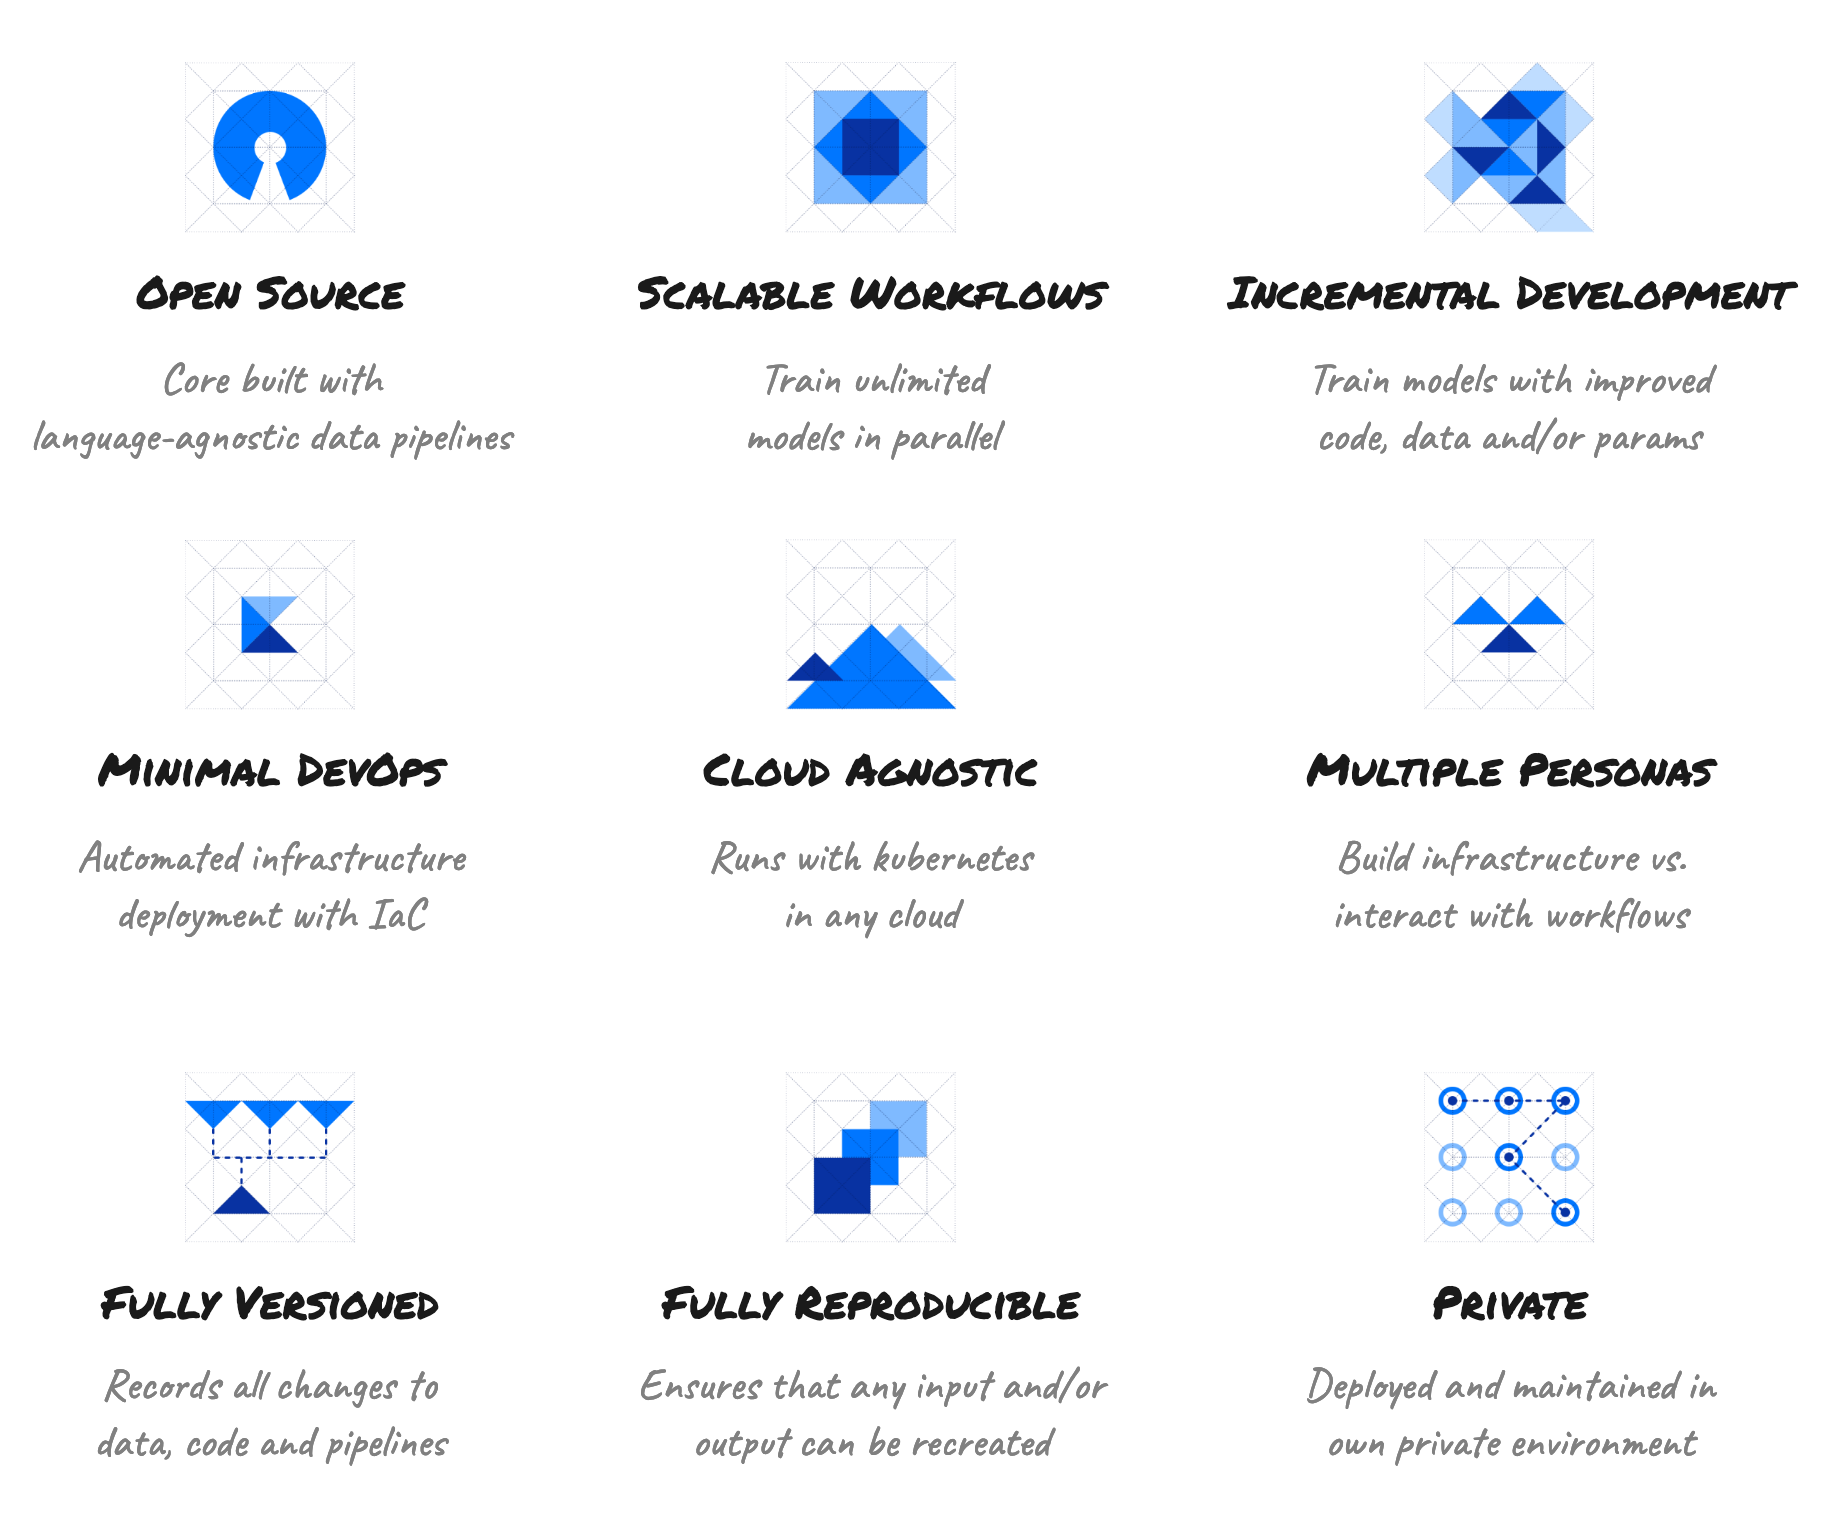 Open Source
Core built with
language-agnostic data pipelines
Scalable Workflows
Train unlimited
models in parallel
Incremental Development
Train models with improved
code, data and/or params
Minimal DevOps
Automated infrastructure
deployment with IaC
Cloud Agnostic
Runs with kubernetes
in any cloud
Multiple Personas
Build infrastructure vs.
interact with workflows
Fully Versioned
Records all changes to
data, code and pipelines
Fully Reproducible
Ensures that any input and/or
output can be recreated
Private
Deployed and maintained in
own private environment